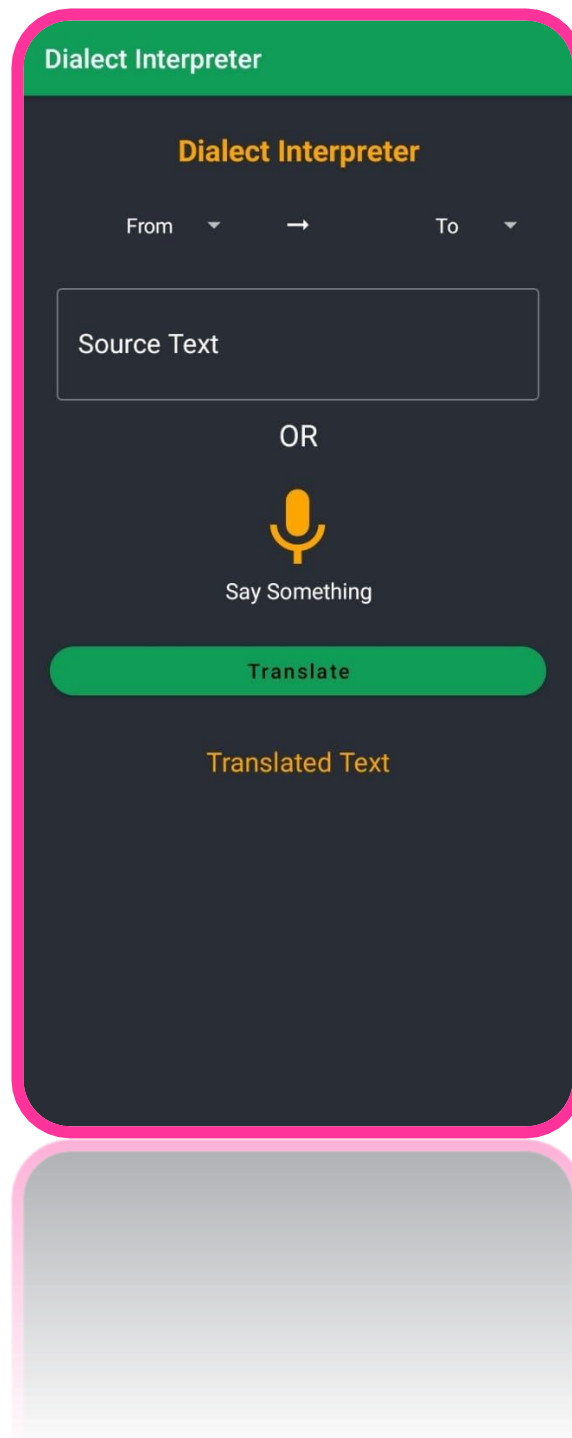 Dialect Interpreter
Dialect Interpreter
From → To
Source Text
OR
Say Something
Translate
Translated Text